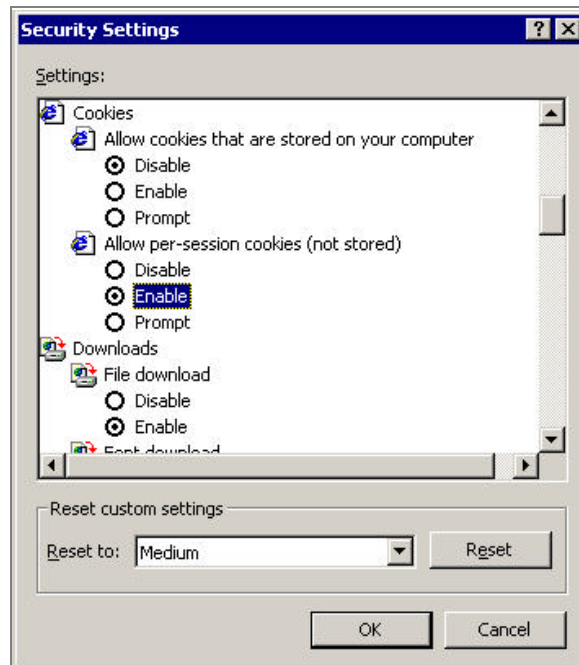 Security Settings
Settings:
Cookies
Allow cookies that are stored on your computer
Disable
Enable
Prompt
Allow per-session cookies (not stored)
Disable
Enable
Prompt
Downloads
File download
Disable
Enable
Font download
Reset custom settings
Reset to: Medium Reset
OK Cancel